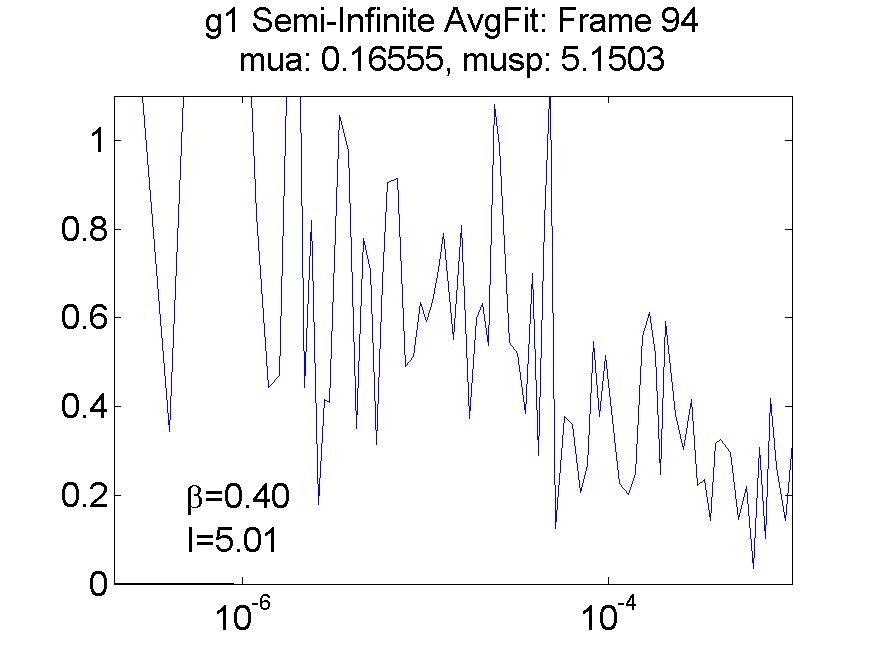 g1 Semi-Infinite AvgFit: Frame 94
mua: 0.16555, musp: 5.1503
1
0.8
0.6
0.4
0.2
0
β=0.40
I=5.01
10^-6
10^-4